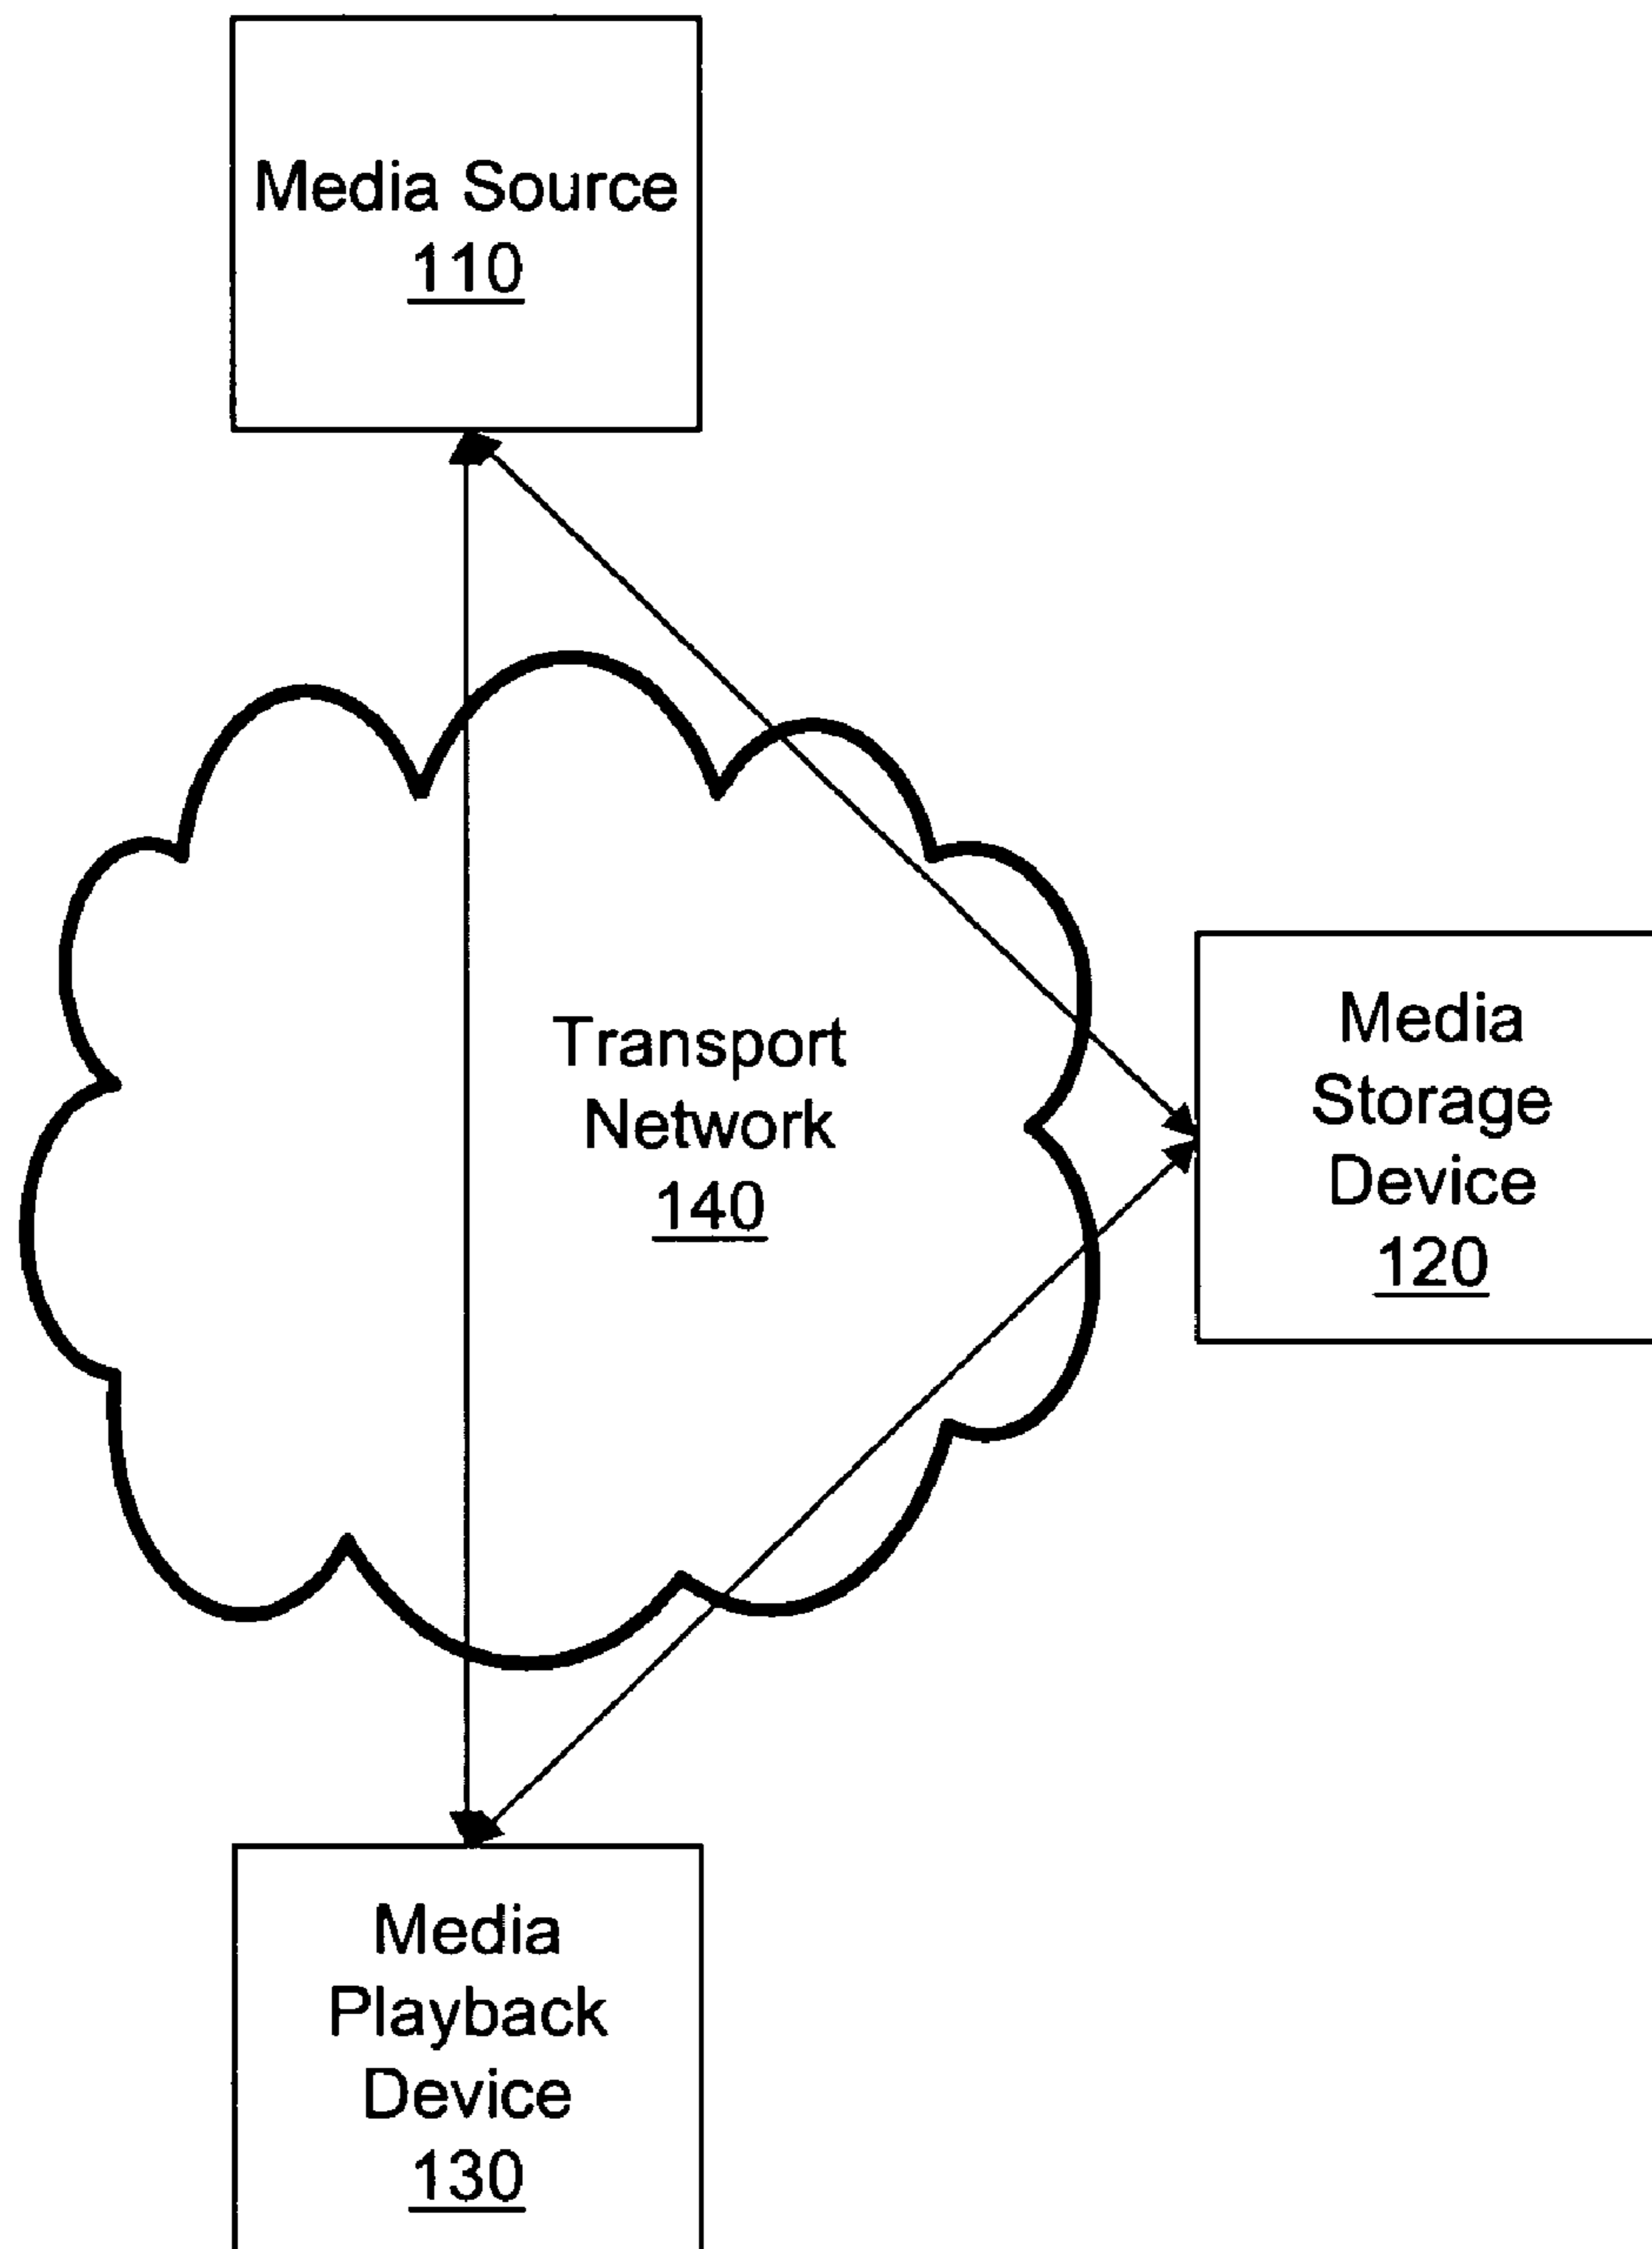 Media Source
110
Transport
Network
140
Media
Storage
Device
120
Media
Playback
Device
130